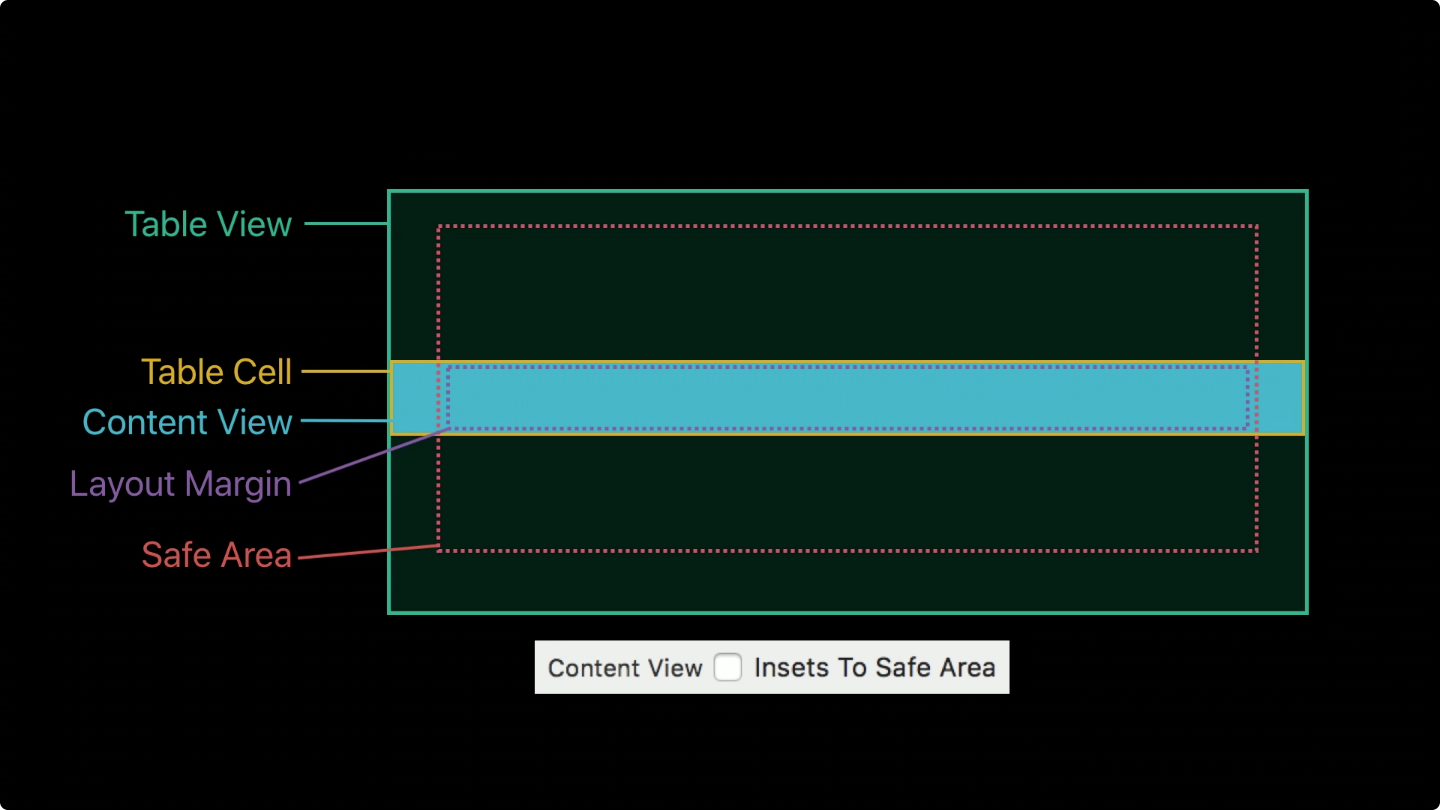 Table View
Table Cell
Content View
Layout Margin
Safe Area
Content View Insets To Safe Area